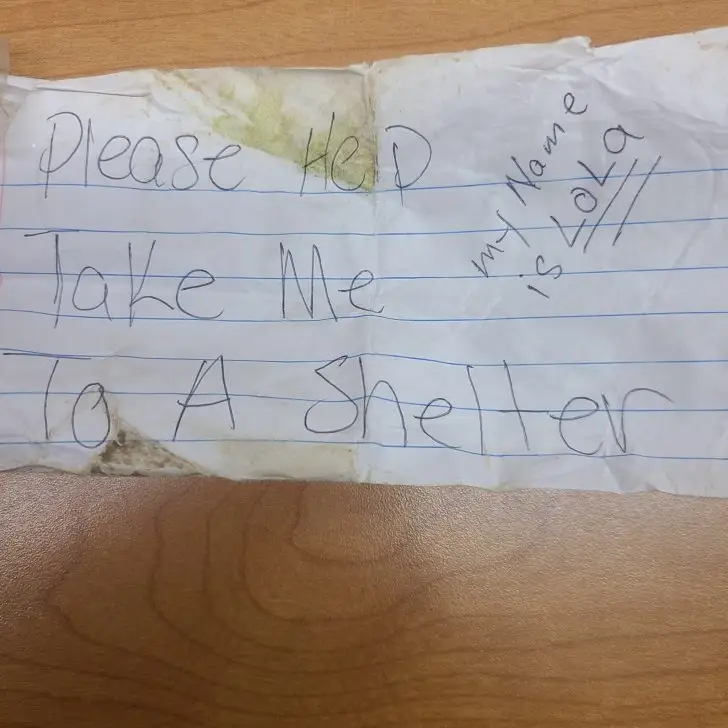 Please HelP
Take Me
To A Shelter
my Name
is LoLa